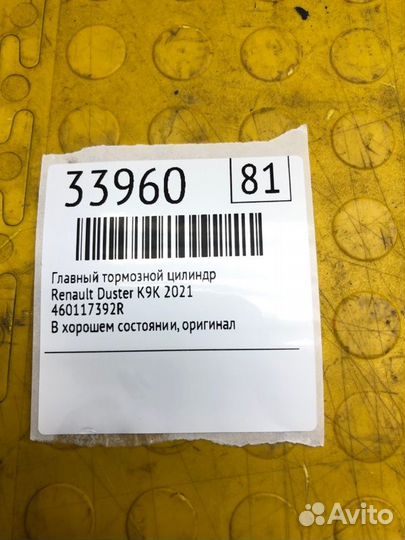 33960 81
Главный тормозной цилиндр
Renault Duster K9K 2021
460117392R
В хорошем состоянии, оригинал
Avito